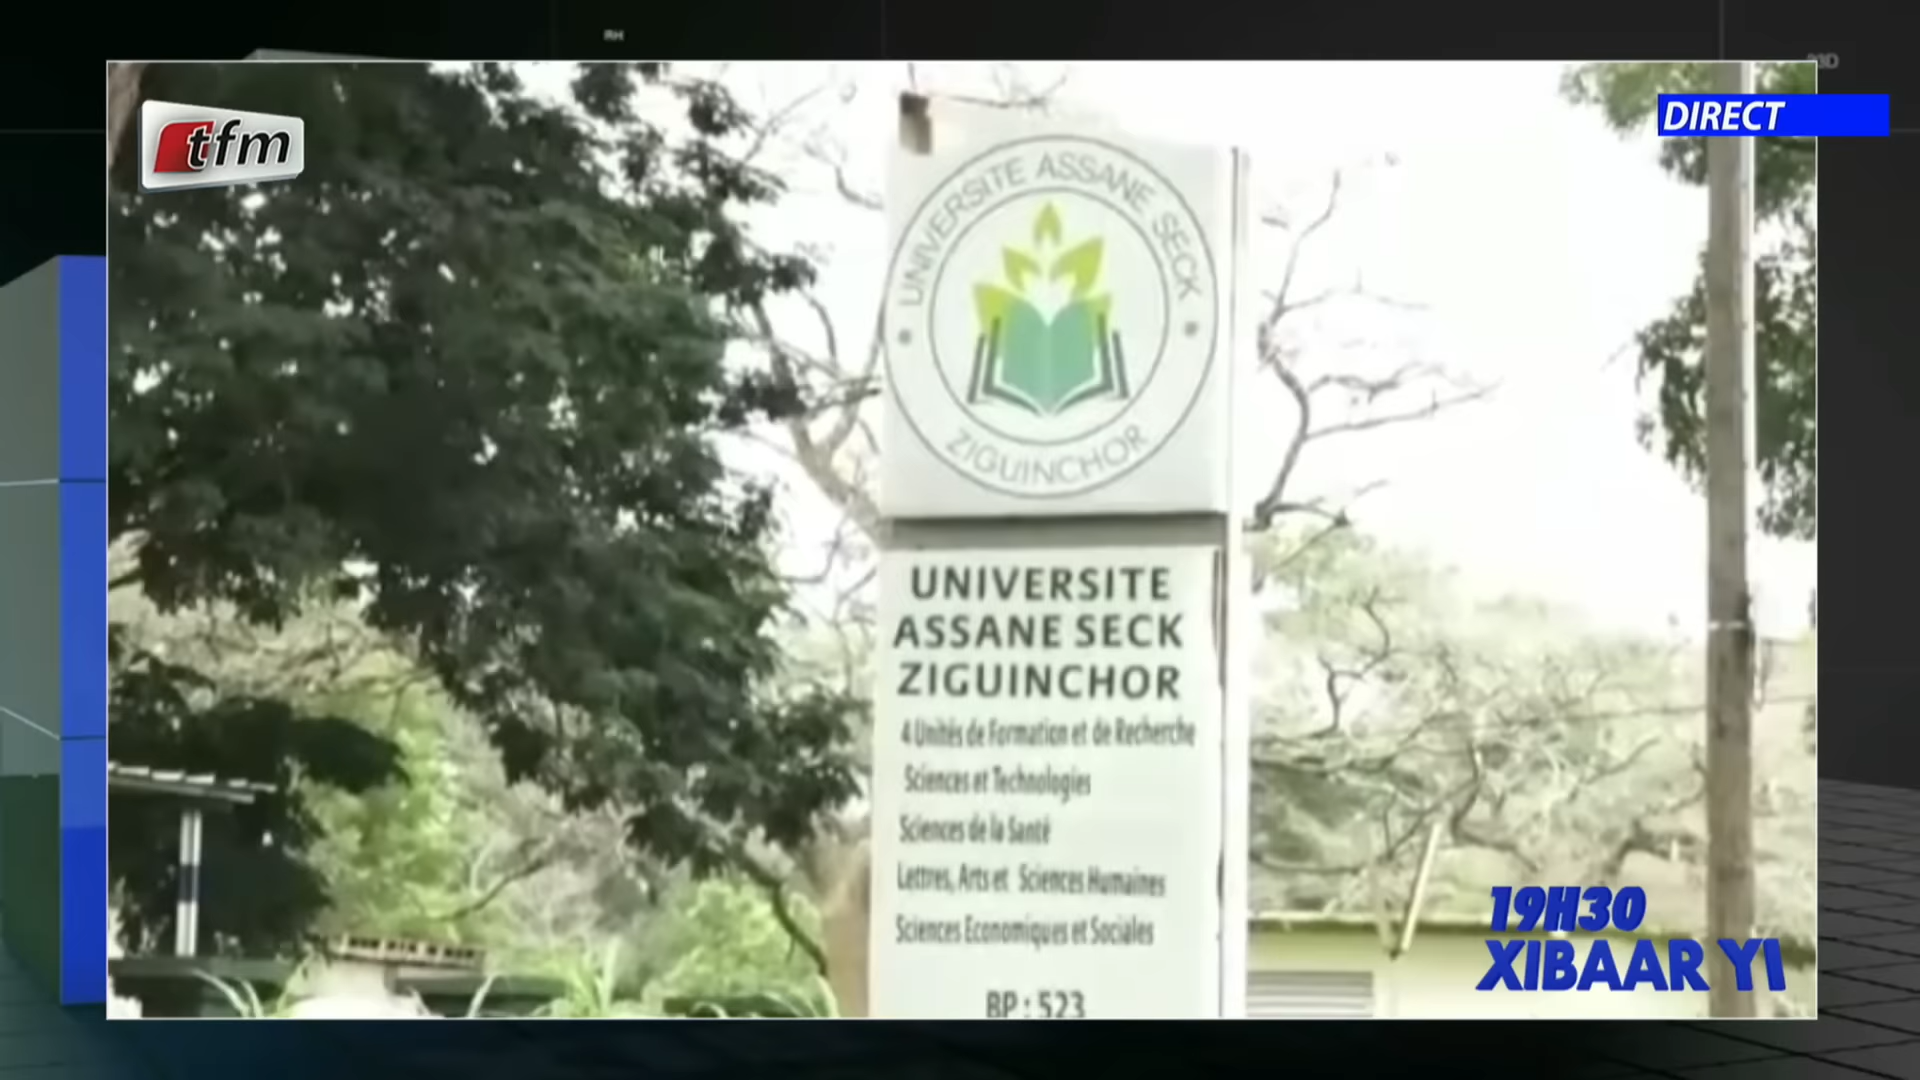 RH
tfm
DIRECT
UNIVERSITE ASSANE SECK
ZIGUINCHOR
UNIVERSITE
ASSANE SECK
ZIGUINCHOR
4 Unités de Formation et de Recherche
Sciences et Technologies
Sciences de la Santé
Lettres, Arts et Sciences Humaines
Sciences Economiques et Sociales
BP : 523
19H30
XIBAAR YI